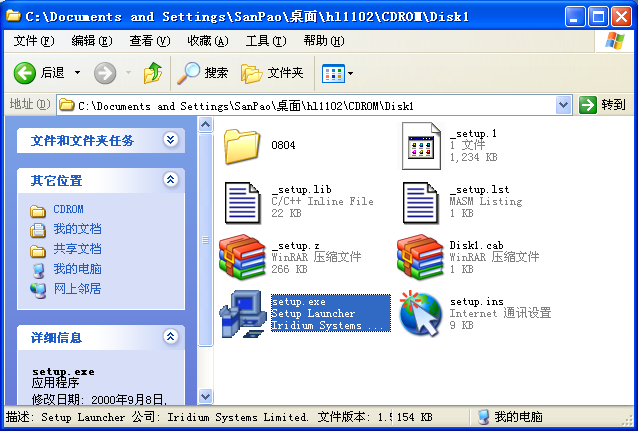 C:\Documents and Settings\SanPao\桌面\hl1102\CDROM\Disk1
文件(F) 编辑(E) 查看(V) 收藏(A) 工具(T) 帮助(H)
后退 搜索 文件夹
地址(D) C:\Documents and Settings\SanPao\桌面\hl1102\CDROM\Disk1 转到
文件和文件夹任务
其它位置
CDROM
我的文档
共享文档
我的电脑
网上邻居
详细信息
setup.exe
应用程序
修改日期: 2000年9月8日,
0804
_setup.1
1 文件
1,234 KB
_setup.lib
C/C++ Inline File
22 KB
_setup.lst
MASM Listing
1 KB
_setup.z
WinRAR 压缩文件
266 KB
Disk1.cab
WinRAR 压缩文件
1 KB
setup.exe
Setup Launcher
Iridium Systems ...
setup.ins
Internet 通讯设置
9 KB
描述: Setup Launcher 公司: Iridium Systems Limited. 文件版本: 1.5 154 KB 我的电脑